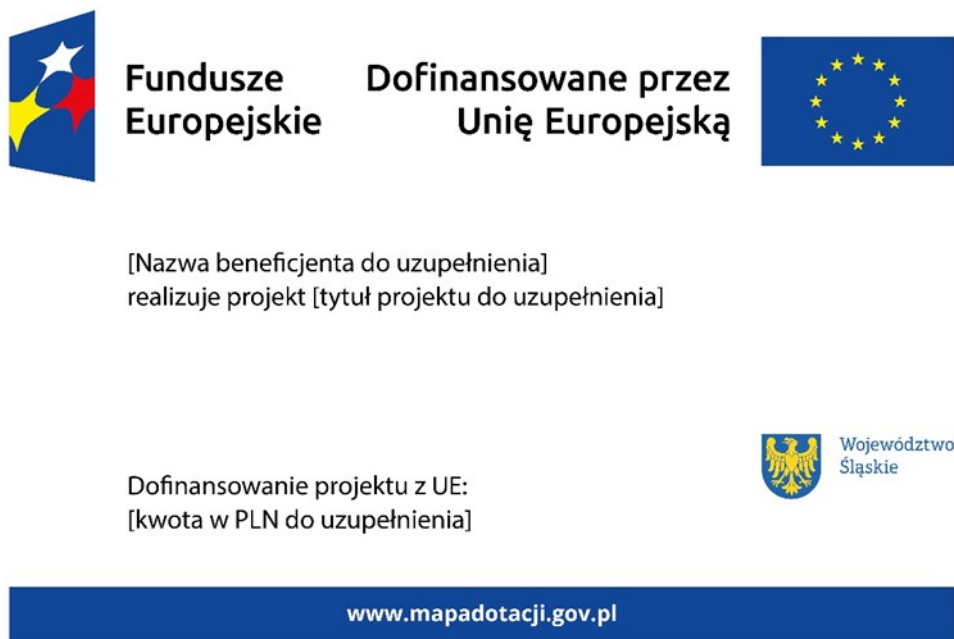 Fundusze
Europejskie
Dofinansowane przez
Unię Europejską
[Nazwa beneficjenta do uzupełnienia]
realizuje projekt [tytuł projektu do uzupełnienia]
Województwo
Śląskie
Dofinansowanie projektu z UE:
[kwota w PLN do uzupełnienia]
www.mapadotacji.gov.pl